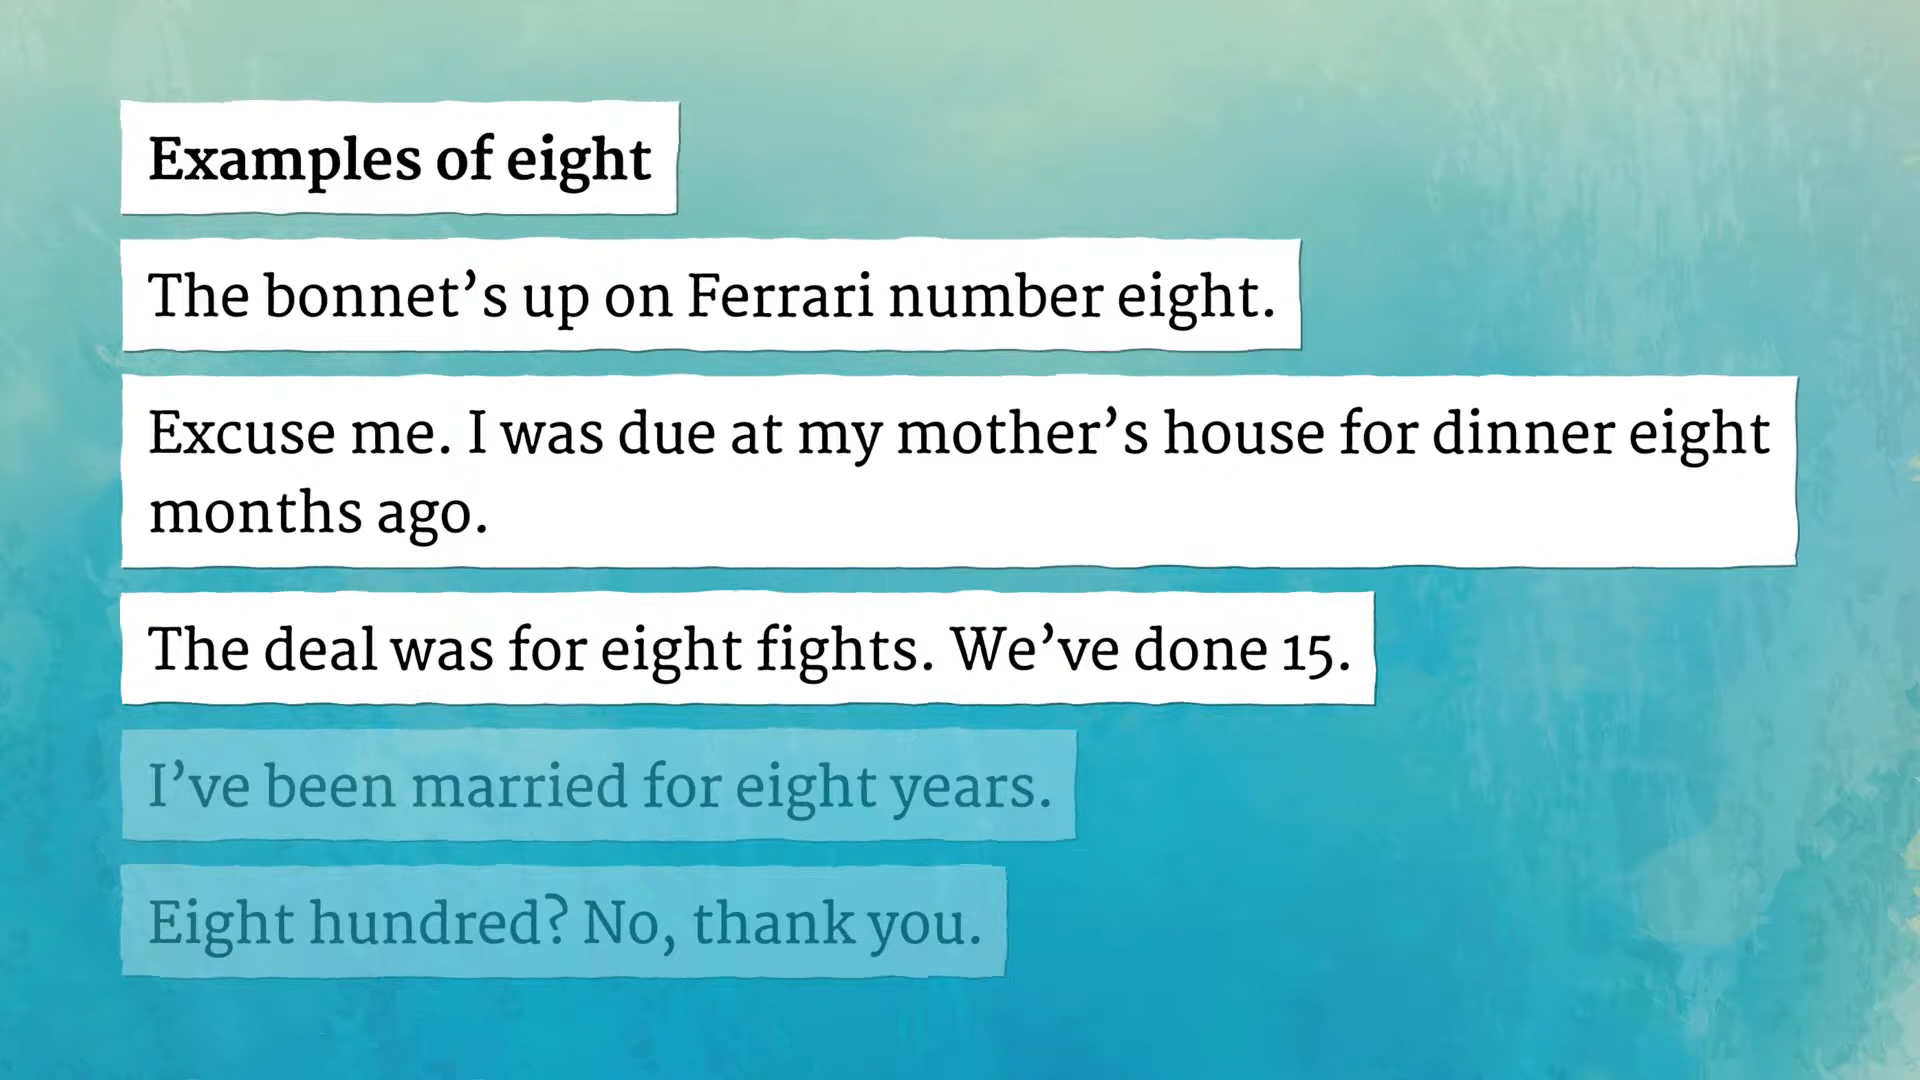 Examples of eight
The bonnet’s up on Ferrari number eight.
Excuse me. I was due at my mother’s house for dinner eight
months ago.
The deal was for eight fights. We’ve done 15.
I’ve been married for eight years.
Eight hundred? No, thank you.